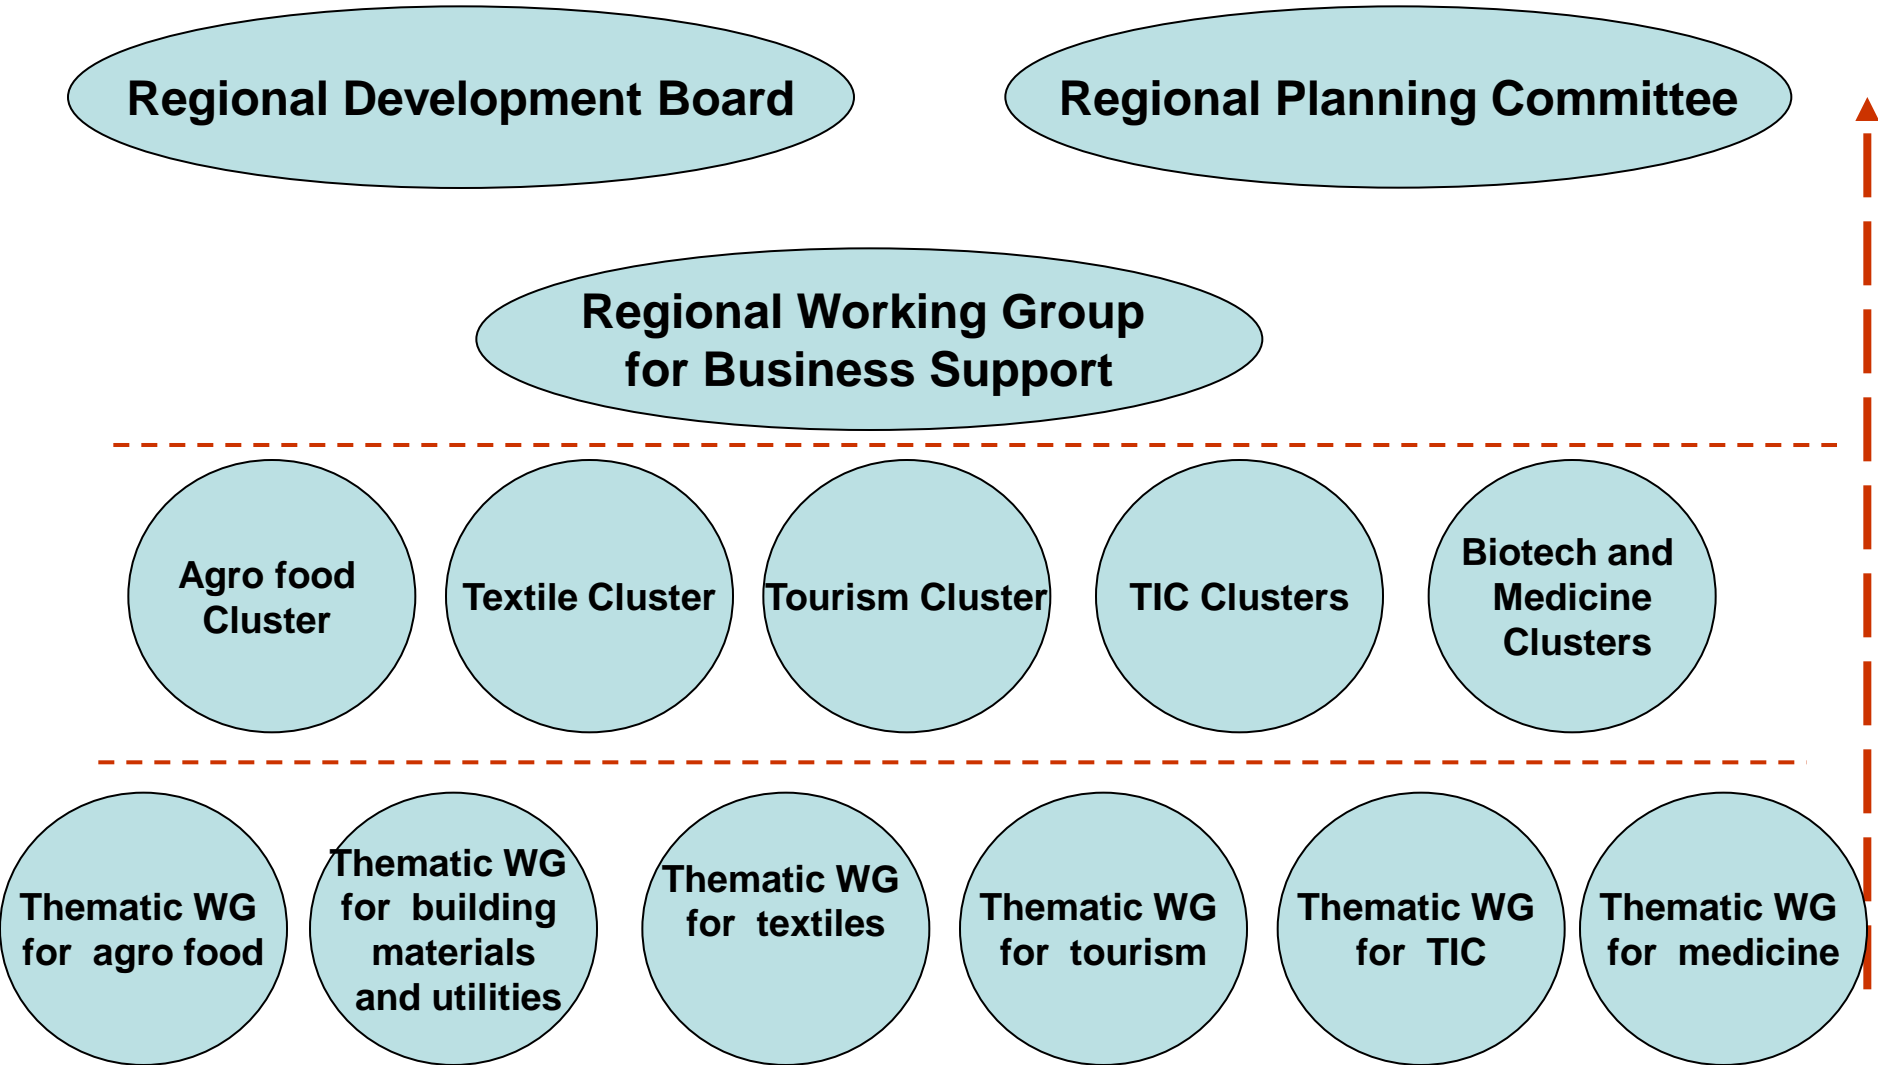 Regional Development Board
Regional Planning Committee
Regional Working Group
for Business Support
Agro food
Cluster
Textile Cluster
Tourism Cluster
TIC Clusters
Biotech and
Medicine
Clusters
Thematic WG
for agro food
Thematic WG
for building
materials
and utilities
Thematic WG
for textiles
Thematic WG
for tourism
Thematic WG
for TIC
Thematic WG
for medicine